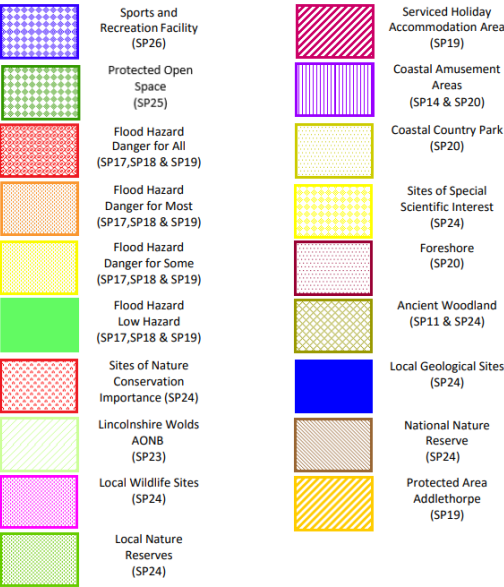 Sports and
Recreation Facility
(SP26)
Protected Open
Space
(SP25)
Flood Hazard
Danger for All
(SP17,SP18 & SP19)
Flood Hazard
Danger for Most
(SP17,SP18 & SP19)
Flood Hazard
Danger for Some
(SP17,SP18 & SP19)
Flood Hazard
Low Hazard
(SP17,SP18 & SP19)
Sites of Nature
Conservation
Importance (SP24)
Lincolnshire Wolds
AONB
(SP23)
Local Wildlife Sites
(SP24)
Local Nature
Reserves
(SP24)
Serviced Holiday
Accommodation Area
(SP19)
Coastal Amusement
Areas
(SP14 & SP20)
Coastal Country Park
(SP20)
Sites of Special
Scientific Interest
(SP24)
Foreshore
(SP20)
Ancient Woodland
(SP11 & SP24)
Local Geological Sites
(SP24)
National Nature
Reserve
(SP24)
Protected Area
Addlethorpe
(SP19)